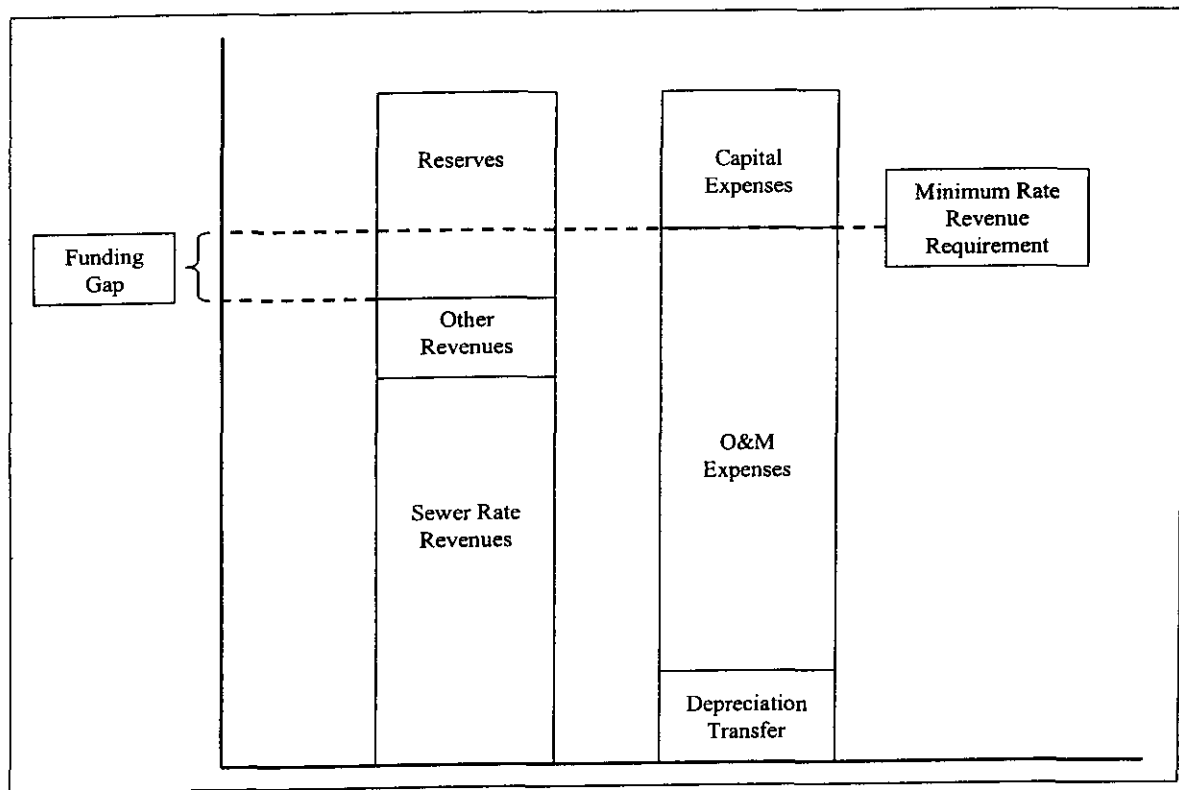 Reserves
Capital
Expenses
Minimum Rate
Revenue
Requirement
Funding
Gap
Other
Revenues
O&M
Expenses
Sewer Rate
Revenues
Depreciation
Transfer